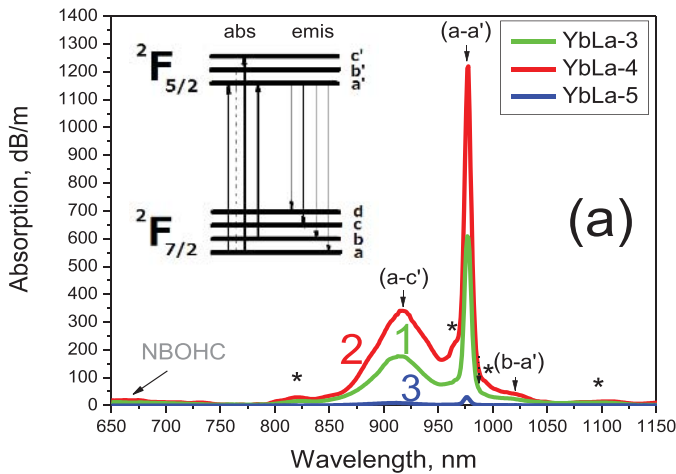 Absorption, dB/m
1400
1300
1200
1100
1000
900
800
700
600
500
400
300
200
100
0
abs emis
²F5/2
c'
b'
a'
²F7/2
d
c
b
a
(a-a')
YbLa-3
YbLa-4
YbLa-5
(a)
(a-c')
*
2
1
3
NBOHC
*
*
(b-a')
*
650 700 750 800 850 900 950 1000 1050 1100 1150
Wavelength, nm